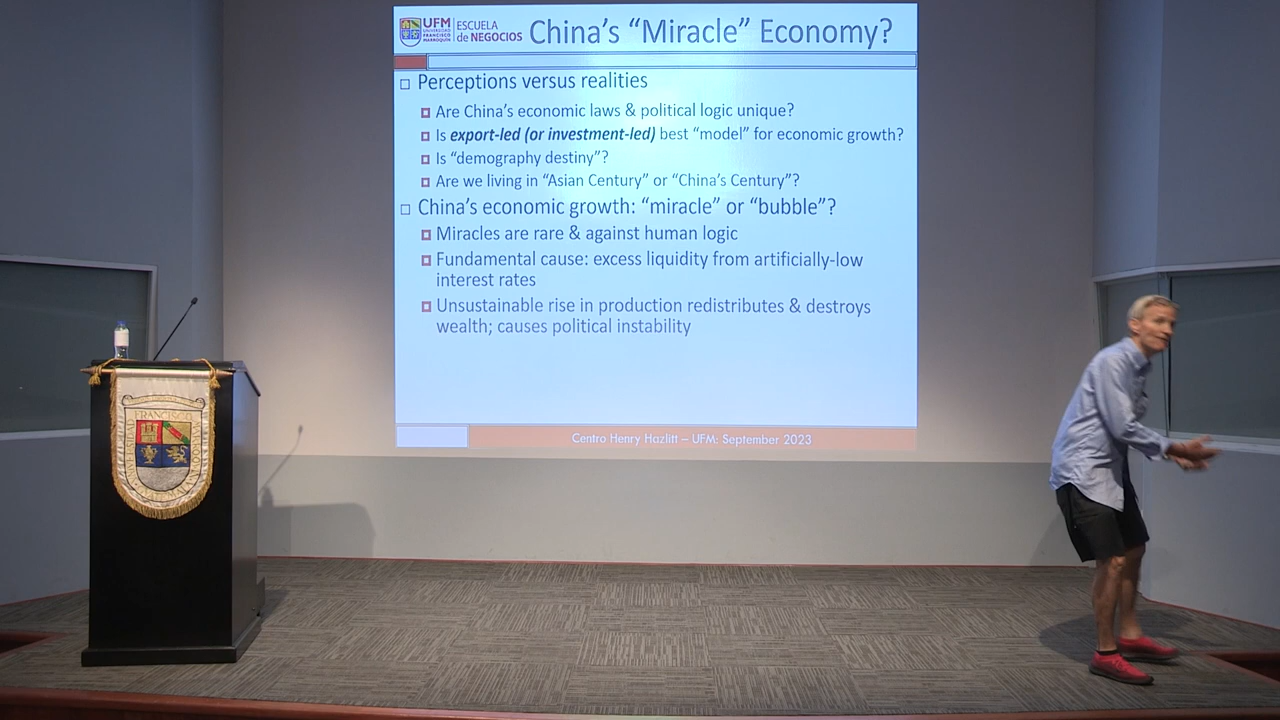 UFM
UNIVERSIDAD
FRANCISCO
MARROQUÍN
ESCUELA
de NEGOCIOS
China's “Miracle” Economy?
Perceptions versus realities
Are China's economic laws & political logic unique?
Is export-led (or investment-led) best “model” for economic growth?
Is “demography destiny”?
Are we living in “Asian Century” or “China's Century”?
China's economic growth: “miracle” or “bubble”?
Miracles are rare & against human logic
Fundamental cause: excess liquidity from artificially-low
interest rates
Unsustainable rise in production redistributes & destroys
wealth; causes political instability
Centro Henry Hazlitt – UFM: September 2023
FRANCISCO